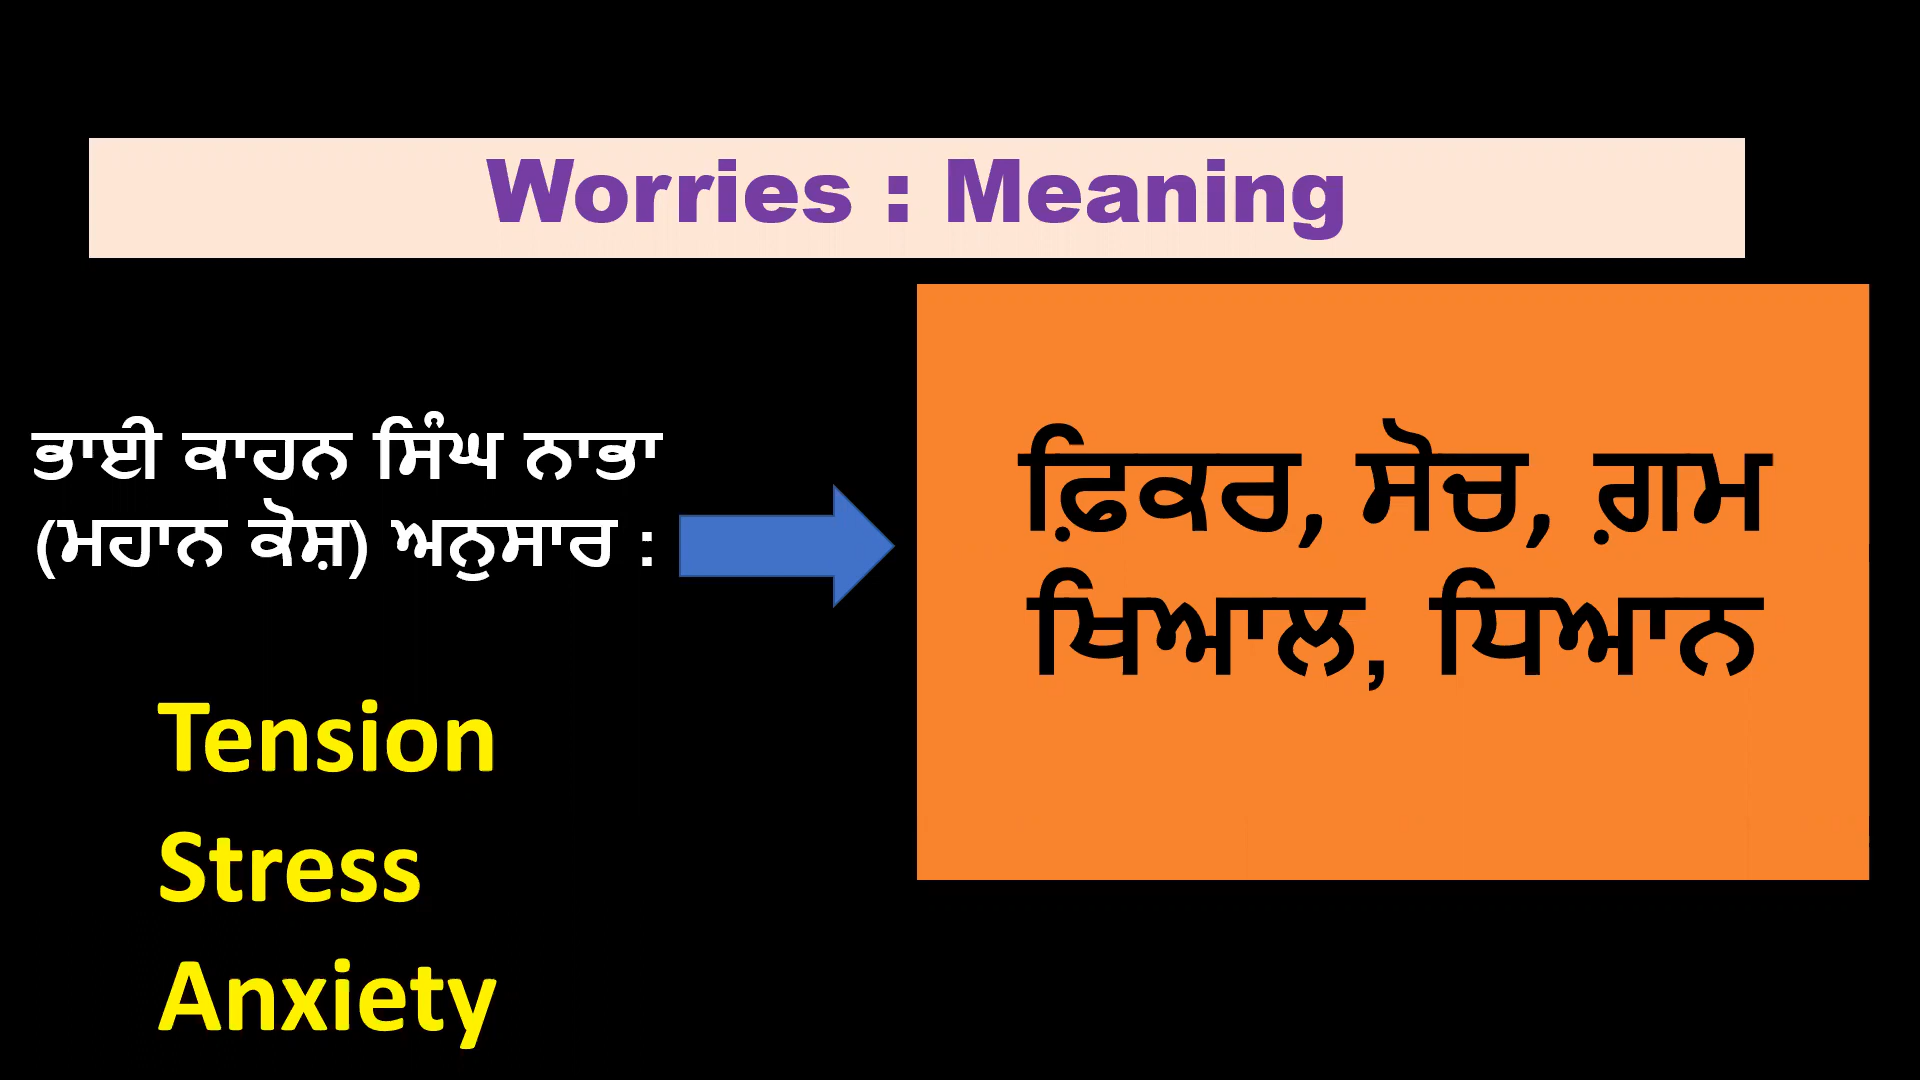 Worries : Meaning
ਭਾਈ ਕਾਹਨ ਸਿੰਘ ਨਾਭਾ
(ਮਹਾਨ ਕੋਸ਼) ਅਨੁਸਾਰ :
ਫ਼ਿਕਰ, ਸੋਚ, ਗ਼ਮ
ਖਿਆਲ, ਧਿਆਨ
Tension
Stress
Anxiety